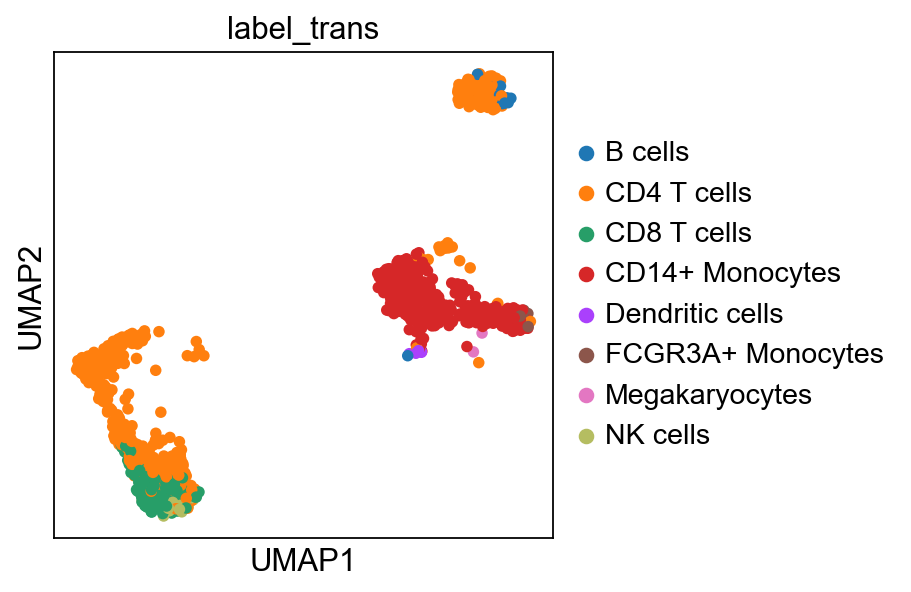 label_trans
UMAP2
UMAP1
B cells
CD4 T cells
CD8 T cells
CD14+ Monocytes
Dendritic cells
FCGR3A+ Monocytes
Megakaryocytes
NK cells